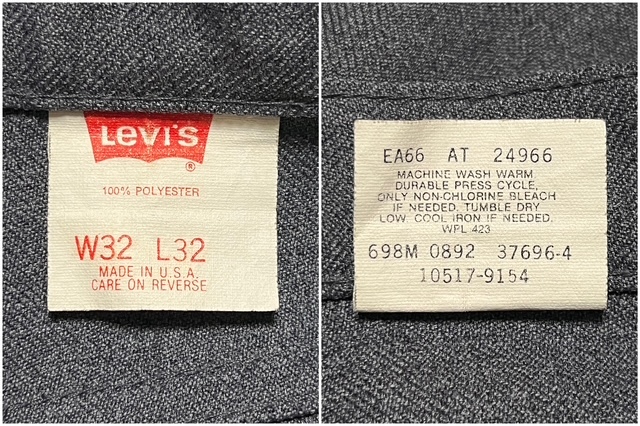 Levi's
®
100% POLYESTER
W32 L32
MADE IN U.S.A.
CARE ON REVERSE
EA66 AT 24966
MACHINE WASH WARM
DURABLE PRESS CYCLE,
ONLY NON-CHLORINE BLEACH
IF NEEDED. TUMBLE DRY
LOW. COOL IRON IF NEEDED.
WPL 423
698M 0892 37696-4
10517-9154